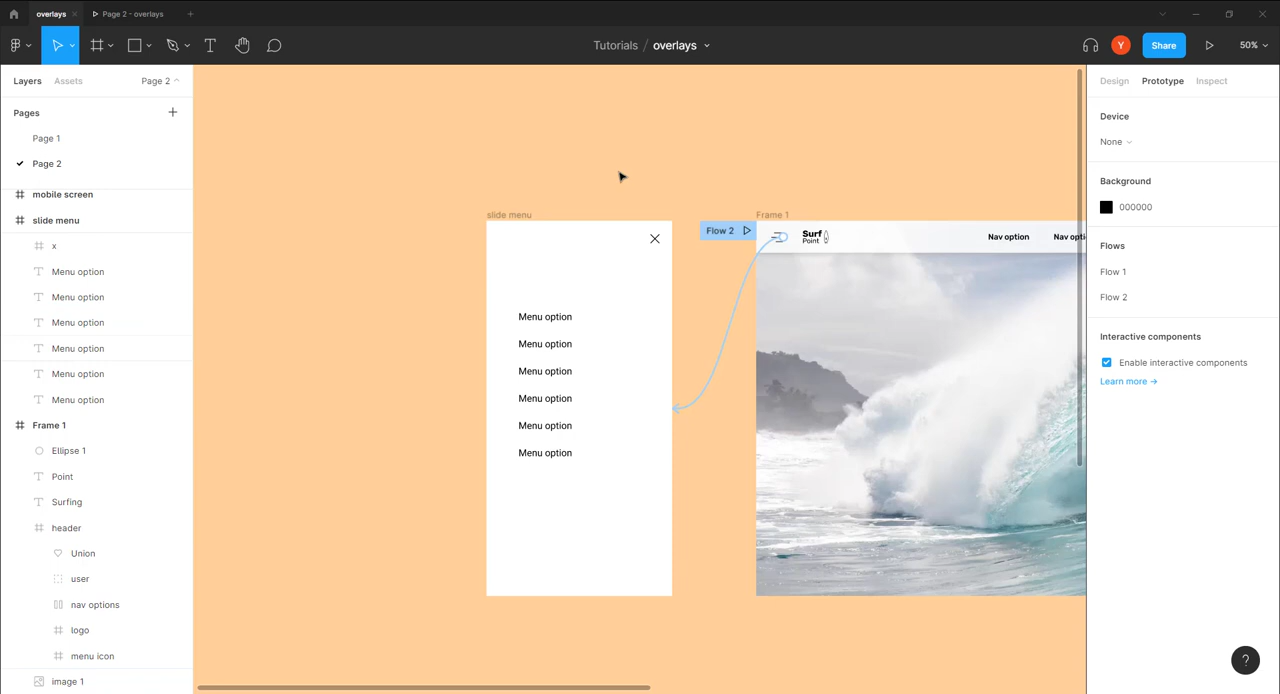 overlays
Page 2 - overlays
Tutorials / overlays
Y
Share
50%
Layers
Assets
Page 2
Pages
Page 1
Page 2
mobile screen
slide menu
x
Menu option
Menu option
Menu option
Menu option
Menu option
Menu option
Frame 1
Ellipse 1
Point
Surfing
header
Union
user
nav options
logo
menu icon
image 1
slide menu
Menu option
Menu option
Menu option
Menu option
Menu option
Menu option
Flow 2
Frame 1
Surf
Point
Nav option
Nav opti
Design
Prototype
Inspect
Device
None
Background
000000
Flows
Flow 1
Flow 2
Interactive components
Enable interactive components
Learn more →
?